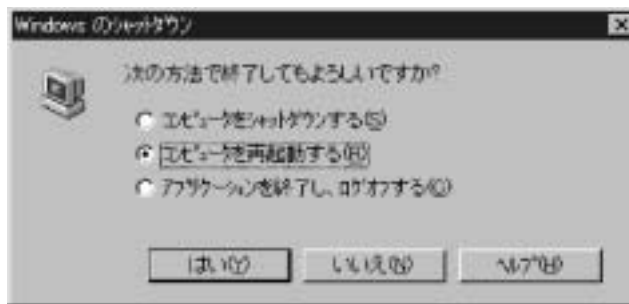 Windows のｼｬｯﾄﾀﾞｳﾝ
次の方法で終了してもよろしいですか?
ｺﾝﾋﾟｭｰﾀをｼｬｯﾄﾀﾞｳﾝする(S)
ｺﾝﾋﾟｭｰﾀを再起動する(R)
ｱﾌﾟﾘｹｰｼｮﾝを終了し、ﾛｸﾞｵﾌする(C)
はい(Y)
いいえ(N)
ﾍﾙﾌﾟ(H)